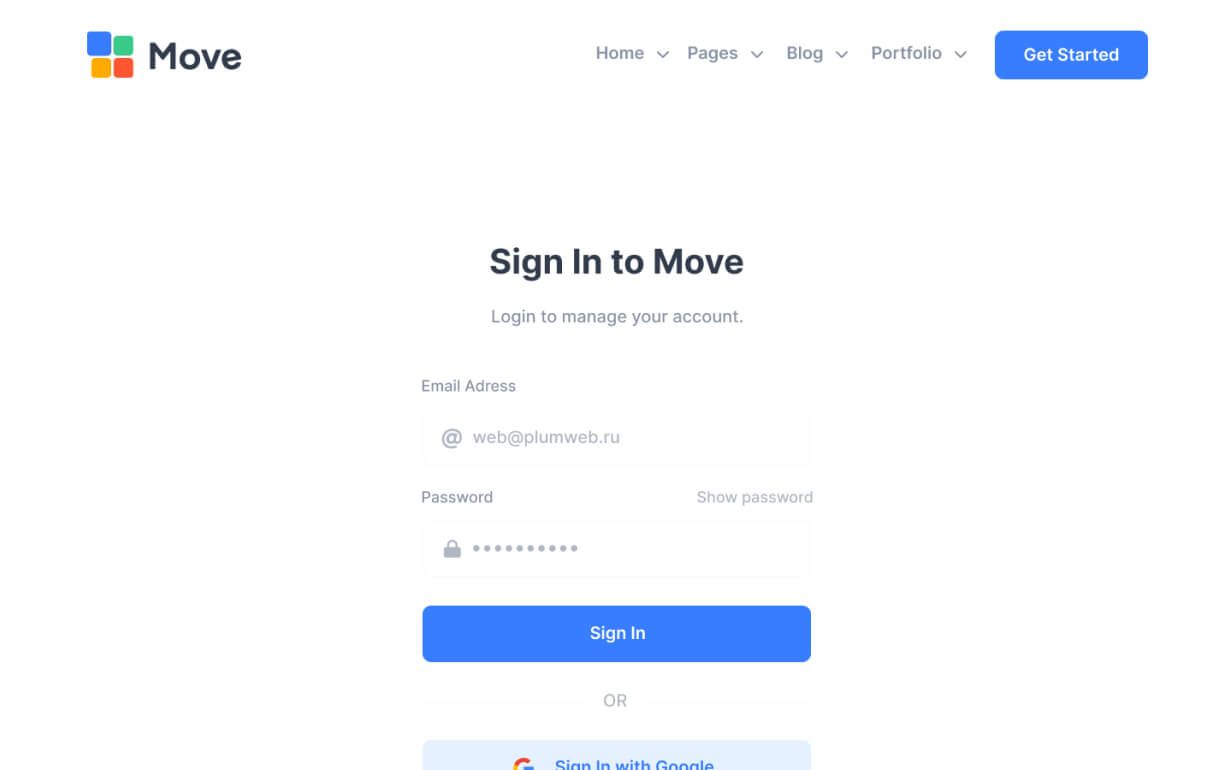 Move
Home Pages Blog Portfolio Get Started
Sign In to Move
Login to manage your account.
Email Adress
@ web@plumweb.ru
Password Show password
••••••••••
Sign In
OR
Sign In with Google